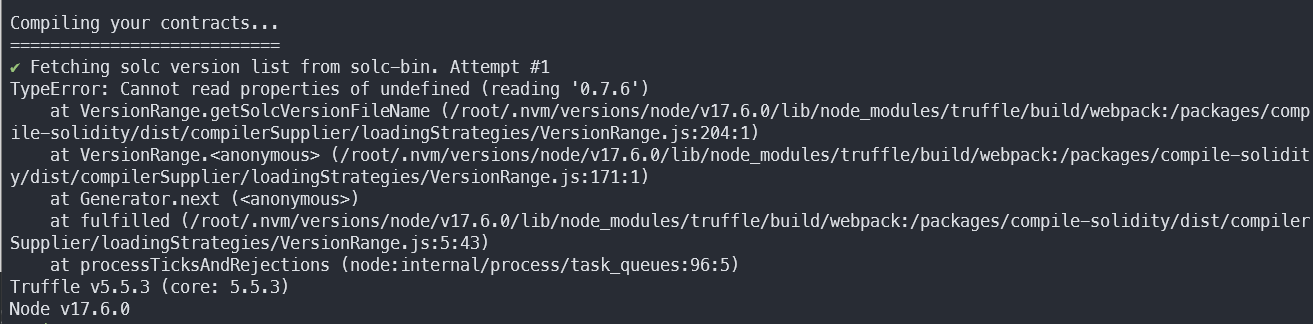 Compiling your contracts...
===========================
✔ Fetching solc version list from solc-bin. Attempt #1
TypeError: Cannot read properties of undefined (reading '0.7.6')
    at VersionRange.getSolcVersionFileName (/root/.nvm/versions/node/v17.6.0/lib/node_modules/truffle/build/webpack:/packages/comp
ile-solidity/dist/compilerSupplier/loadingStrategies/VersionRange.js:204:1)
    at VersionRange.<anonymous> (/root/.nvm/versions/node/v17.6.0/lib/node_modules/truffle/build/webpack:/packages/compile-solidit
y/dist/compilerSupplier/loadingStrategies/VersionRange.js:171:1)
    at Generator.next (<anonymous>)
    at fulfilled (/root/.nvm/versions/node/v17.6.0/lib/node_modules/truffle/build/webpack:/packages/compile-solidity/dist/compiler
Supplier/loadingStrategies/VersionRange.js:5:43)
    at processTicksAndRejections (node:internal/process/task_queues:96:5)
Truffle v5.5.3 (core: 5.5.3)
Node v17.6.0